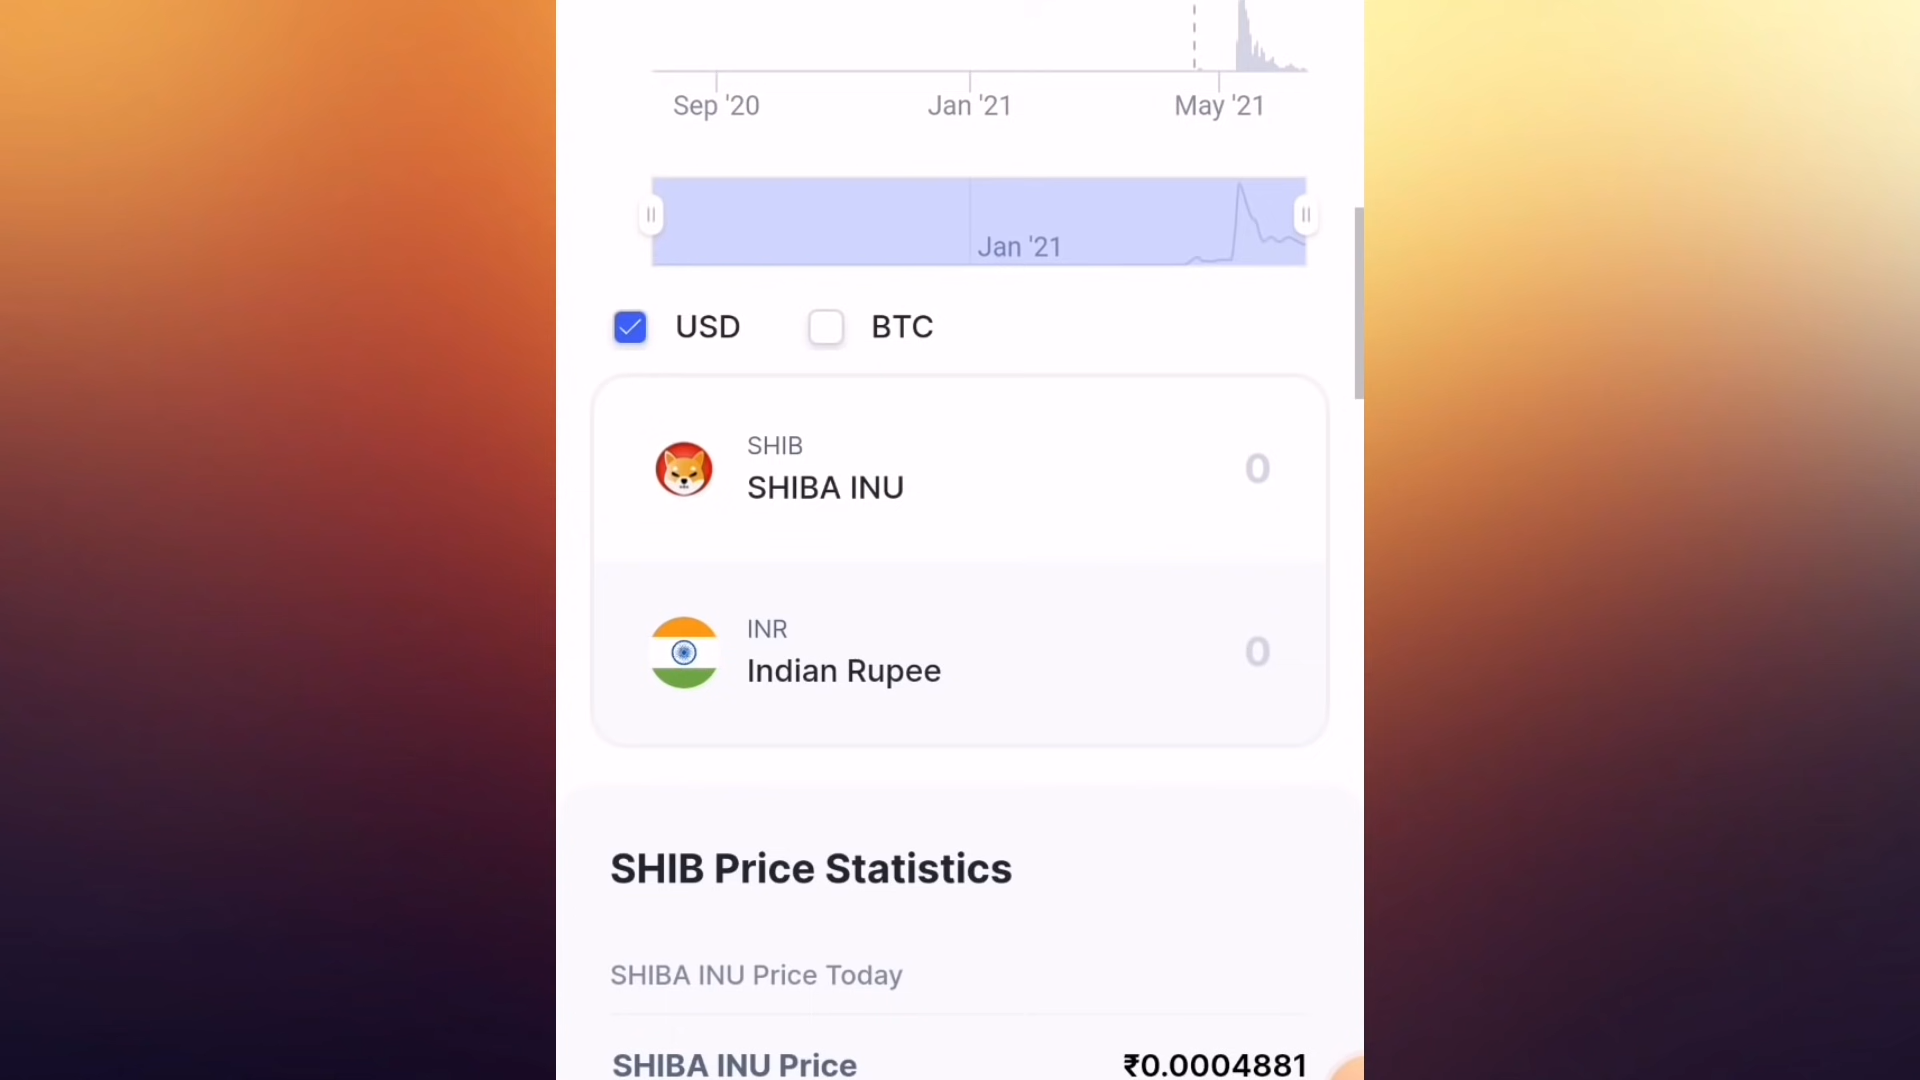 Sep '20 Jan '21 May '21
Jan '21
USD BTC
SHIB
SHIBA INU 0
INR
Indian Rupee 0
SHIB Price Statistics
SHIBA INU Price Today
SHIBA INU Price ₹0.0004881